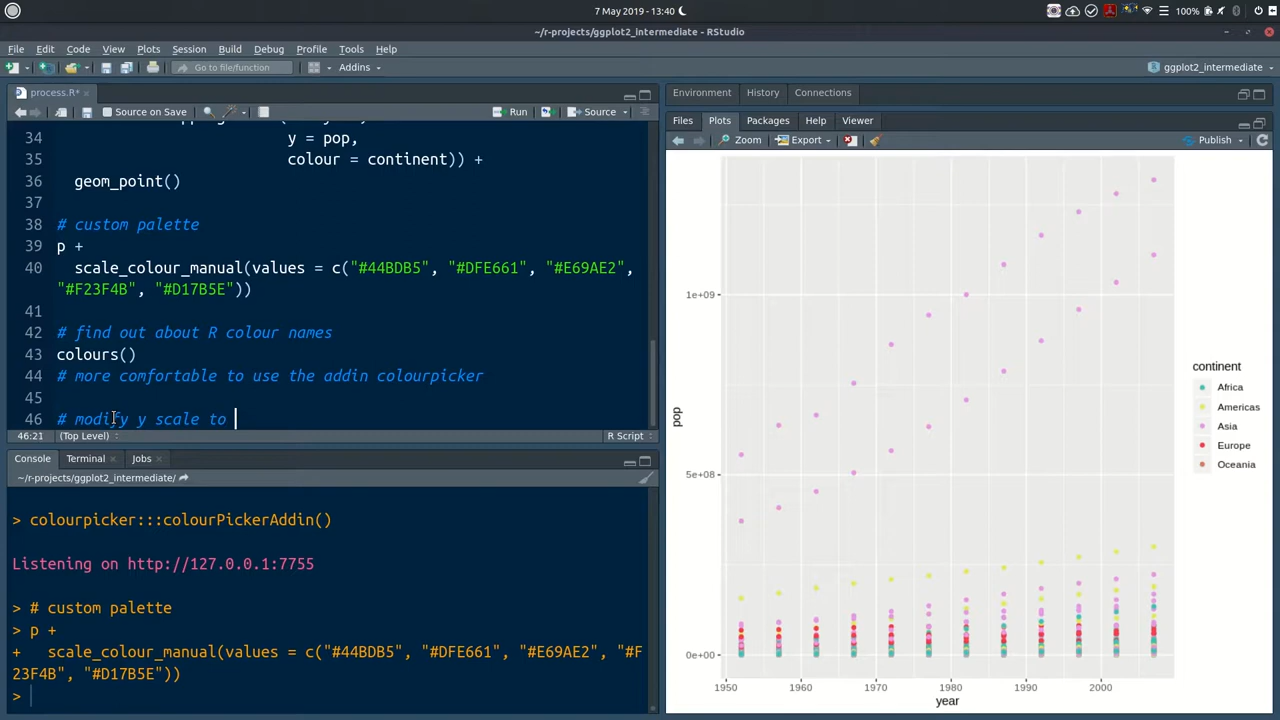 7 May 2019 - 13:40
100%
~/r-projects/ggplot2_intermediate - RStudio
File Edit Code View Plots Session Build Debug Profile Tools Help
Go to file/function Addins ggplot2_intermediate
process.R*
Source on Save Run Source
34 y = pop,
35 colour = continent)) +
36 geom_point()
37
38 # custom palette
39 p +
40 scale_colour_manual(values = c("#44BDB5", "#DFE661", "#E69AE2",
"#F23F4B", "#D17B5E"))
41
42 # find out about R colour names
43 colours()
44 # more comfortable to use the addin colourpicker
45
46 # modify y scale to
46:21 (Top Level) R Script
Console Terminal Jobs
~/r-projects/ggplot2_intermediate/
> colourpicker:::colourPickerAddin()
Listening on http://127.0.0.1:7755
> # custom palette
> p +
+ scale_colour_manual(values = c("#44BDB5", "#DFE661", "#E69AE2", "#F
23F4B", "#D17B5E"))
>
Environment History Connections
Files Plots Packages Help Viewer
Zoom Export Publish
1e+09
5e+08
0e+00
pop
1950 1960 1970 1980 1990 2000
year
continent
Africa
Americas
Asia
Europe
Oceania